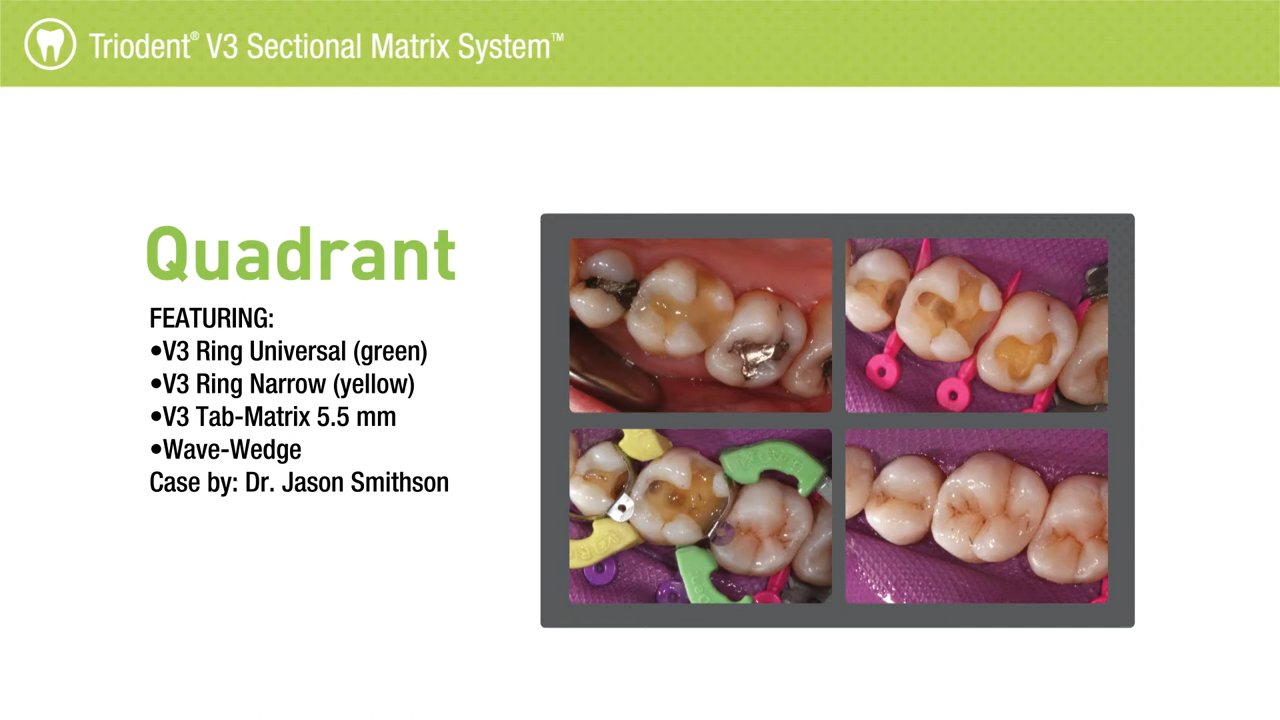 Triodent® V3 Sectional Matrix System™
Quadrant
FEATURING:
•V3 Ring Universal (green)
•V3 Ring Narrow (yellow)
•V3 Tab-Matrix 5.5 mm
•Wave-Wedge
Case by: Dr. Jason Smithson